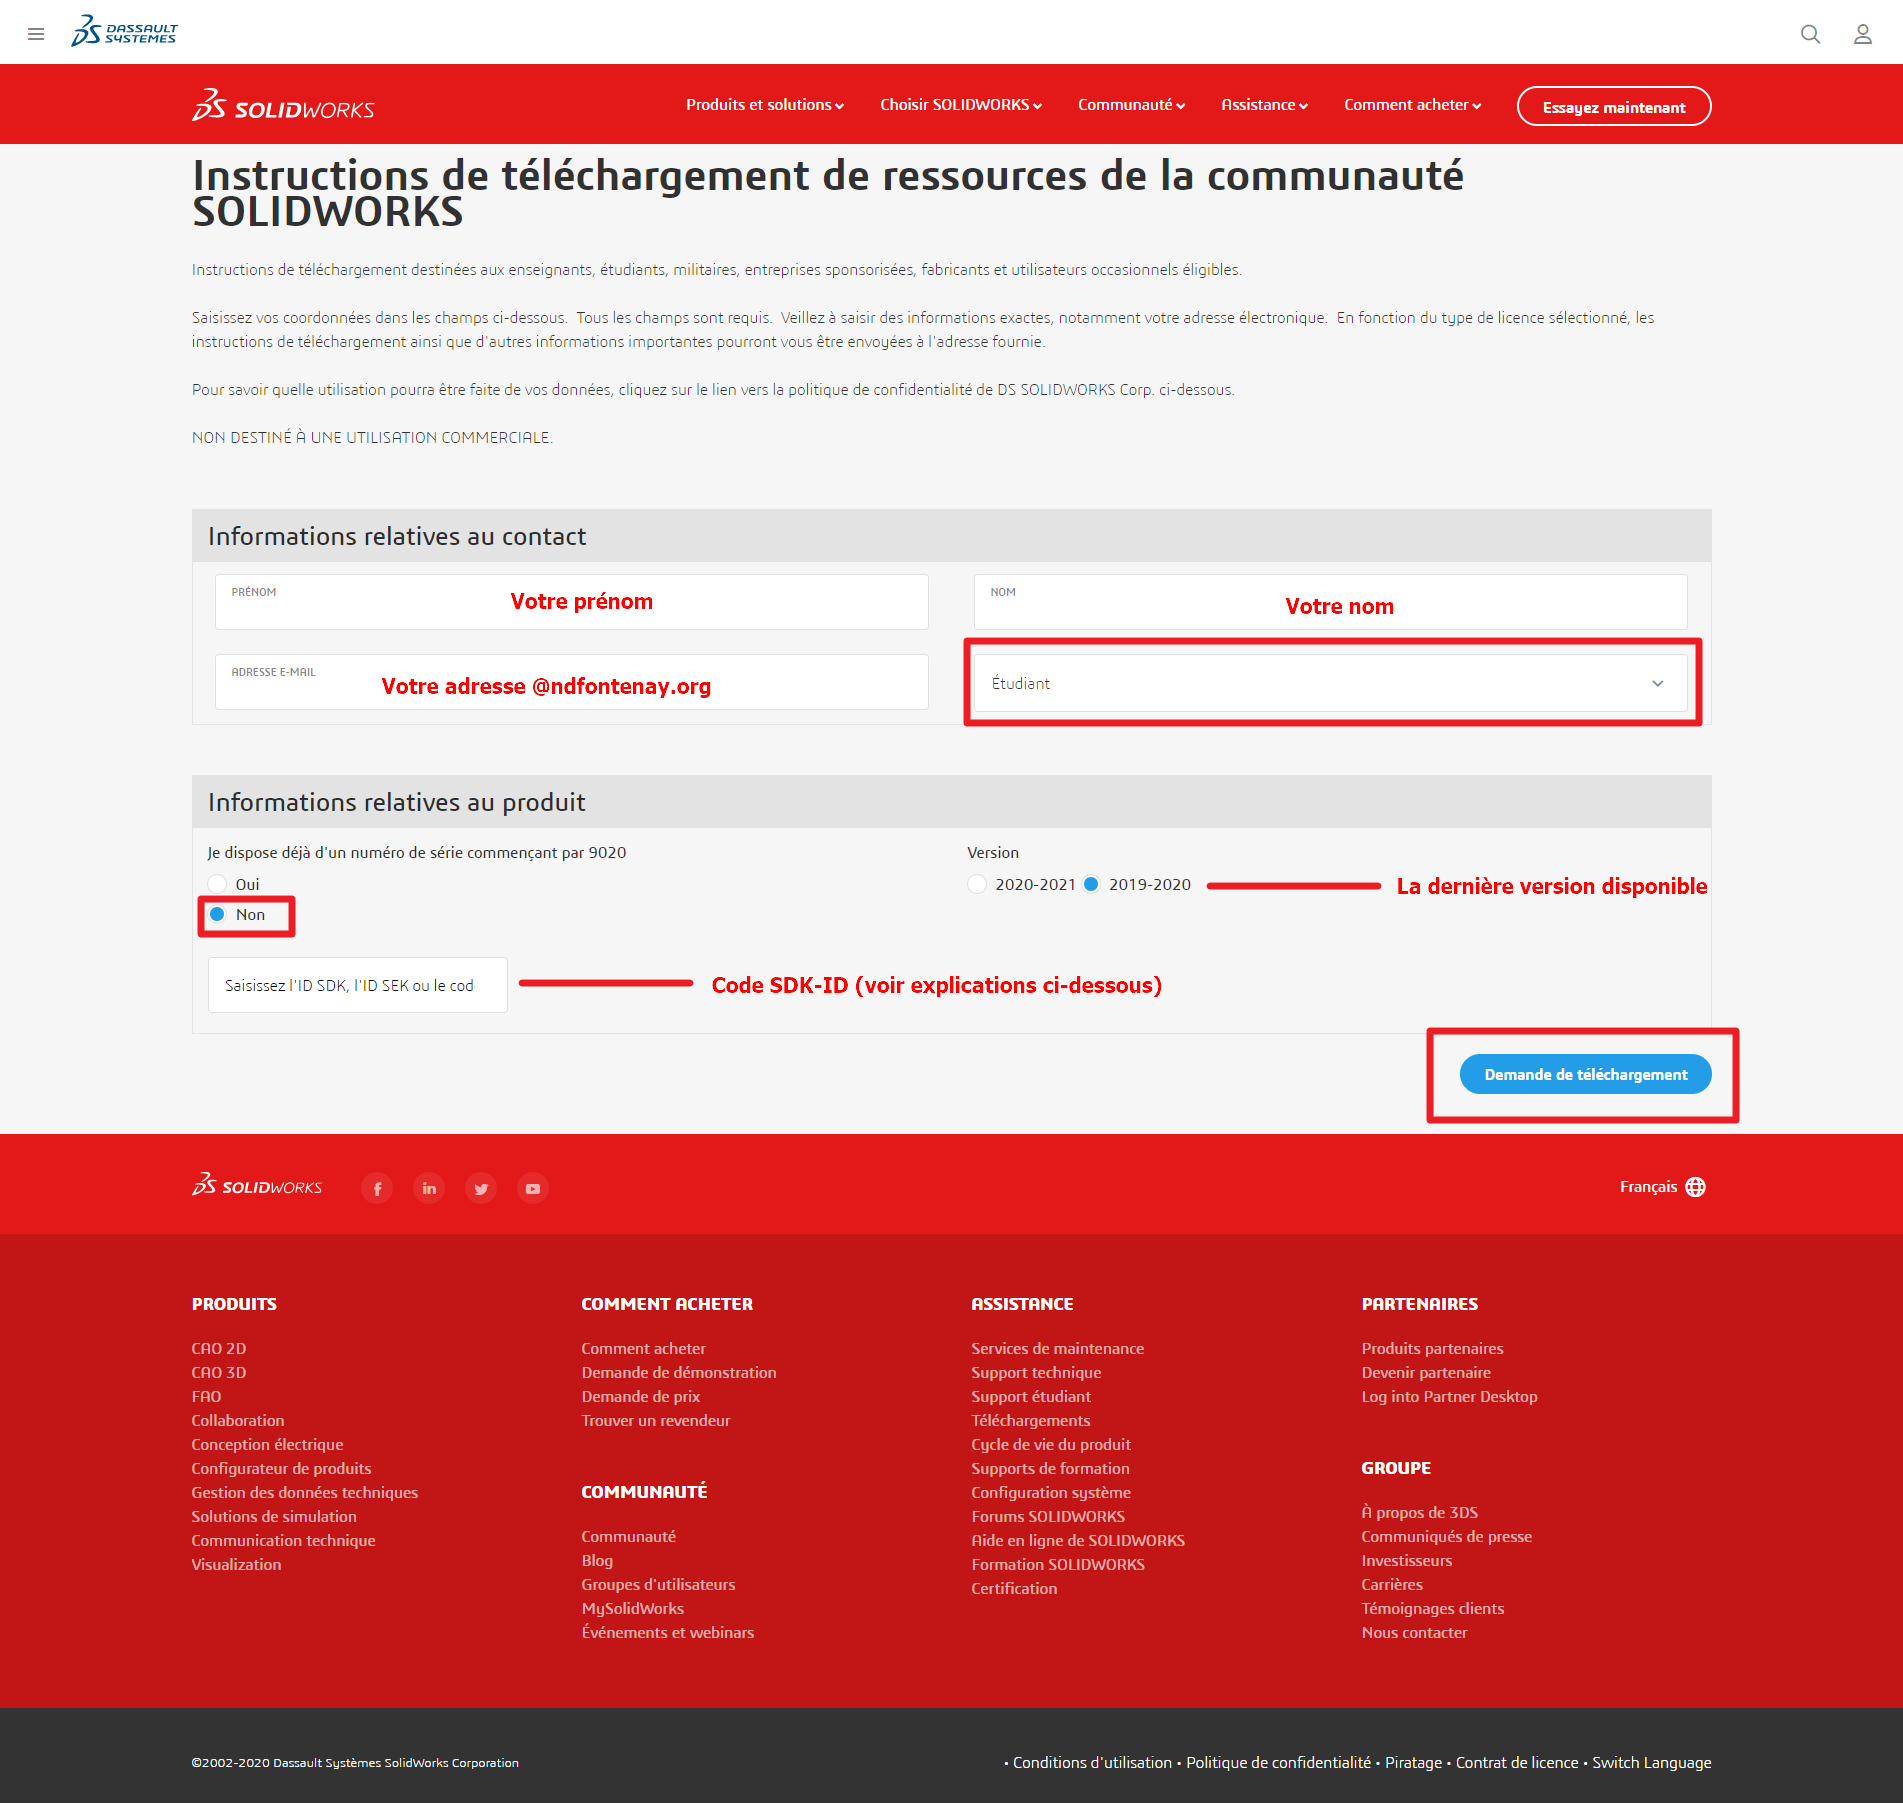 DASSAULT
SYSTEMES
SOLIDWORKS
Produits et solutions
Choisir SOLIDWORKS
Communauté
Assistance
Comment acheter
Essayez maintenant
Instructions de téléchargement de ressources de la communauté
SOLIDWORKS
Instructions de téléchargement destinées aux enseignants, étudiants, militaires, entreprises sponsorisées, fabricants et utilisateurs occasionnels éligibles.
Saisissez vos coordonnées dans les champs ci-dessous.  Tous les champs sont requis.  Veillez à saisir des informations exactes, notamment votre adresse électronique.  En fonction du type de licence sélectionné, les
instructions de téléchargement ainsi que d'autres informations importantes pourront vous être envoyées à l'adresse fournie.
Pour savoir quelle utilisation pourra être faite de vos données, cliquez sur le lien vers la politique de confidentialité de DS SOLIDWORKS Corp. ci-dessous.
NON DESTINÉ À UNE UTILISATION COMMERCIALE.
Informations relatives au contact
PRÉNOM
Votre prénom
NOM
Votre nom
ADRESSE E-MAIL
Votre adresse @ndfontenay.org
Étudiant
Informations relatives au produit
Je dispose déjà d'un numéro de série commençant par 9020
Oui
Non
Version
2020-2021
2019-2020
La dernière version disponible
Saisissez l'ID SDK, l'ID SEK ou le cod
Code SDK-ID (voir explications ci-dessous)
Demande de téléchargement
SOLIDWORKS
Français
PRODUITS
CAO 2D
CAO 3D
FAO
Collaboration
Conception électrique
Configurateur de produits
Gestion des données techniques
Solutions de simulation
Communication technique
Visualization
COMMENT ACHETER
Comment acheter
Demande de démonstration
Demande de prix
Trouver un revendeur
COMMUNAUTÉ
Communauté
Blog
Groupes d'utilisateurs
MySolidWorks
Événements et webinars
ASSISTANCE
Services de maintenance
Support technique
Support étudiant
Téléchargements
Cycle de vie du produit
Supports de formation
Configuration système
Forums SOLIDWORKS
Aide en ligne de SOLIDWORKS
Formation SOLIDWORKS
Certification
PARTENAIRES
Produits partenaires
Devenir partenaire
Log into Partner Desktop
GROUPE
À propos de 3DS
Communiqués de presse
Investisseurs
Carrières
Témoignages clients
Nous contacter
©2002-2020 Dassault Systèmes SolidWorks Corporation
• Conditions d'utilisation • Politique de confidentialité • Piratage • Contrat de licence • Switch Language